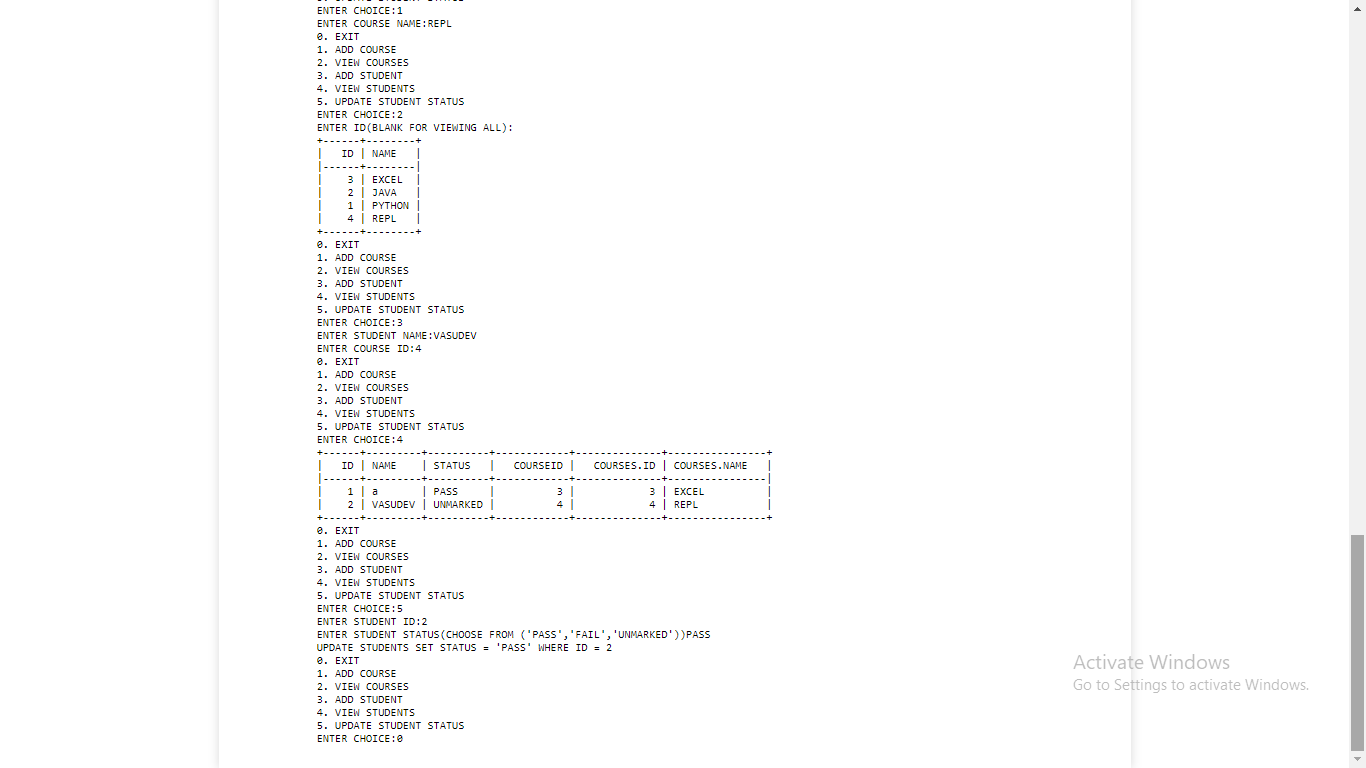 ENTER CHOICE:1
ENTER COURSE NAME:REPL
0. EXIT
1. ADD COURSE
2. VIEW COURSES
3. ADD STUDENT
4. VIEW STUDENTS
5. UPDATE STUDENT STATUS
ENTER CHOICE:2
ENTER ID(BLANK FOR VIEWING ALL):
+------+--------+
|   ID | NAME   |
|------+--------|
|    3 | EXCEL  |
|    2 | JAVA   |
|    1 | PYTHON |
|    4 | REPL   |
+------+--------+
0. EXIT
1. ADD COURSE
2. VIEW COURSES
3. ADD STUDENT
4. VIEW STUDENTS
5. UPDATE STUDENT STATUS
ENTER CHOICE:3
ENTER STUDENT NAME:VASUDEV
ENTER COURSE ID:4
0. EXIT
1. ADD COURSE
2. VIEW COURSES
3. ADD STUDENT
4. VIEW STUDENTS
5. UPDATE STUDENT STATUS
ENTER CHOICE:4
+------+---------+----------+------------+--------------+----------------+
|   ID | NAME    | STATUS   |   COURSEID |   COURSES.ID | COURSES.NAME   |
|------+---------+----------+------------+--------------+----------------|
|    1 | a       | PASS     |          3 |            3 | EXCEL          |
|    2 | VASUDEV | UNMARKED |          4 |            4 | REPL           |
+------+---------+----------+------------+--------------+----------------+
0. EXIT
1. ADD COURSE
2. VIEW COURSES
3. ADD STUDENT
4. VIEW STUDENTS
5. UPDATE STUDENT STATUS
ENTER CHOICE:5
ENTER STUDENT ID:2
ENTER STUDENT STATUS(CHOOSE FROM ('PASS','FAIL','UNMARKED'))PASS
UPDATE STUDENTS SET STATUS = 'PASS' WHERE ID = 2
0. EXIT
1. ADD COURSE
2. VIEW COURSES
3. ADD STUDENT
4. VIEW STUDENTS
5. UPDATE STUDENT STATUS
ENTER CHOICE:0
Activate Windows
Go to Settings to activate Windows.